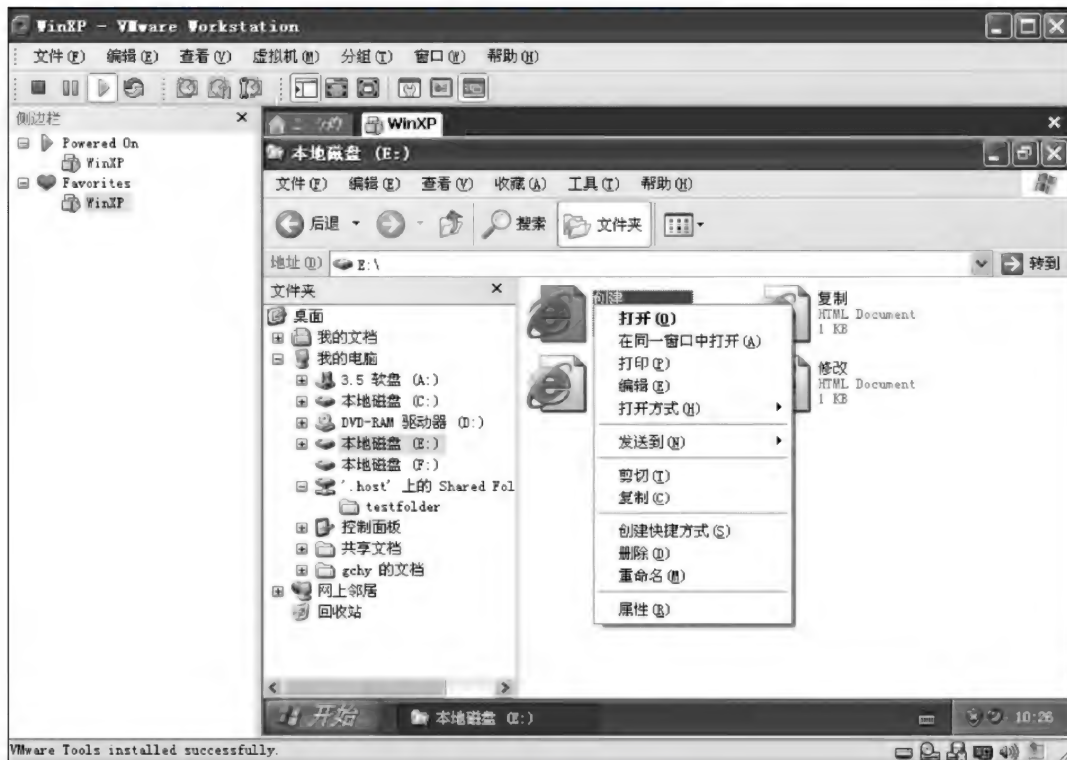 WinXP - VMware Workstation
文件(F) 编辑(E) 查看(V) 虚拟机(M) 分组(T) 窗口(W) 帮助(H)
侧边栏
Powered On
WinXP
Favorites
WinXP
WinXP
本地磁盘 (E:)
文件(F) 编辑(E) 查看(V) 收藏(A) 工具(T) 帮助(H)
后退 搜索 文件夹
地址(D) E:\ 转到
文件夹
桌面
我的文档
我的电脑
3.5 软盘 (A:)
本地磁盘 (C:)
DVD-RAM 驱动器 (D:)
本地磁盘 (E:)
本地磁盘 (F:)
'.host' 上的 Shared Fol
testfolder
控制面板
共享文档
gchy 的文档
网上邻居
回收站
创建
复制
HTML Document
1 KB
修改
HTML Document
1 KB
打开(O)
在同一窗口中打开(A)
打印(P)
编辑(E)
打开方式(H)
发送到(N)
剪切(T)
复制(C)
创建快捷方式(S)
删除(D)
重命名(M)
属性(R)
开始 本地磁盘 (E:) 10:26
VMware Tools installed successfully.